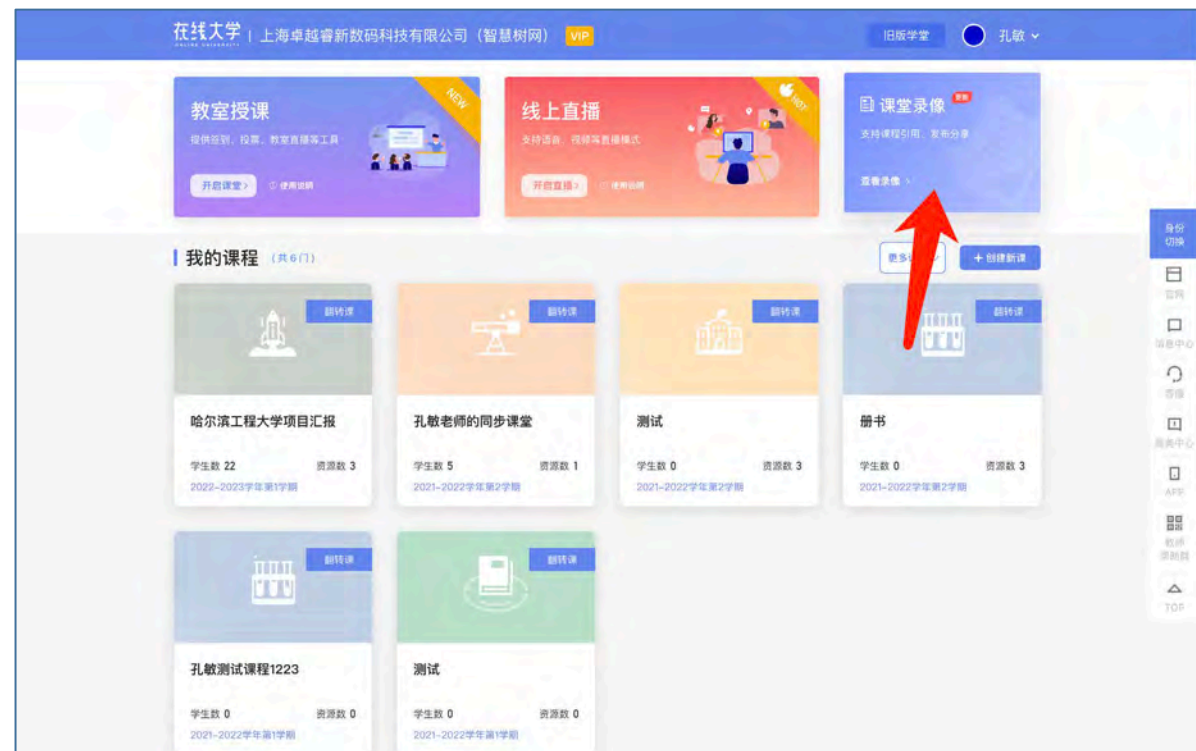 在线大学 | 上海卓越睿新数码科技有限公司（智慧树网） VIP 旧版学堂 孔敏
ONLINE UNIVERSITY
教室授课
NEW
提供签到、投票、教室直播等工具
开启课堂 使用说明
线上直播
HOT
支持语音、视频等直播模式
开启直播 使用说明
课堂录像
支持课程引用、发布分享
查看录像
我的课程 （共6门）
更多 + 创建新课
翻转课
哈尔滨工程大学项目汇报
学生数 22 资源数 3
2022-2023学年第1学期
翻转课
孔敏老师的同步课堂
学生数 5 资源数 1
2021-2022学年第2学期
翻转课
测试
学生数 0 资源数 3
2021-2022学年第2学期
翻转课
册书
学生数 0 资源数 3
2021-2022学年第2学期
翻转课
孔敏测试课程1223
学生数 0 资源数 0
2021-2022学年第1学期
翻转课
测试
学生数 0 资源数 0
2021-2022学年第1学期
身份
切换
官网
消息中心
客服
服务中心
APP
教师
TOP